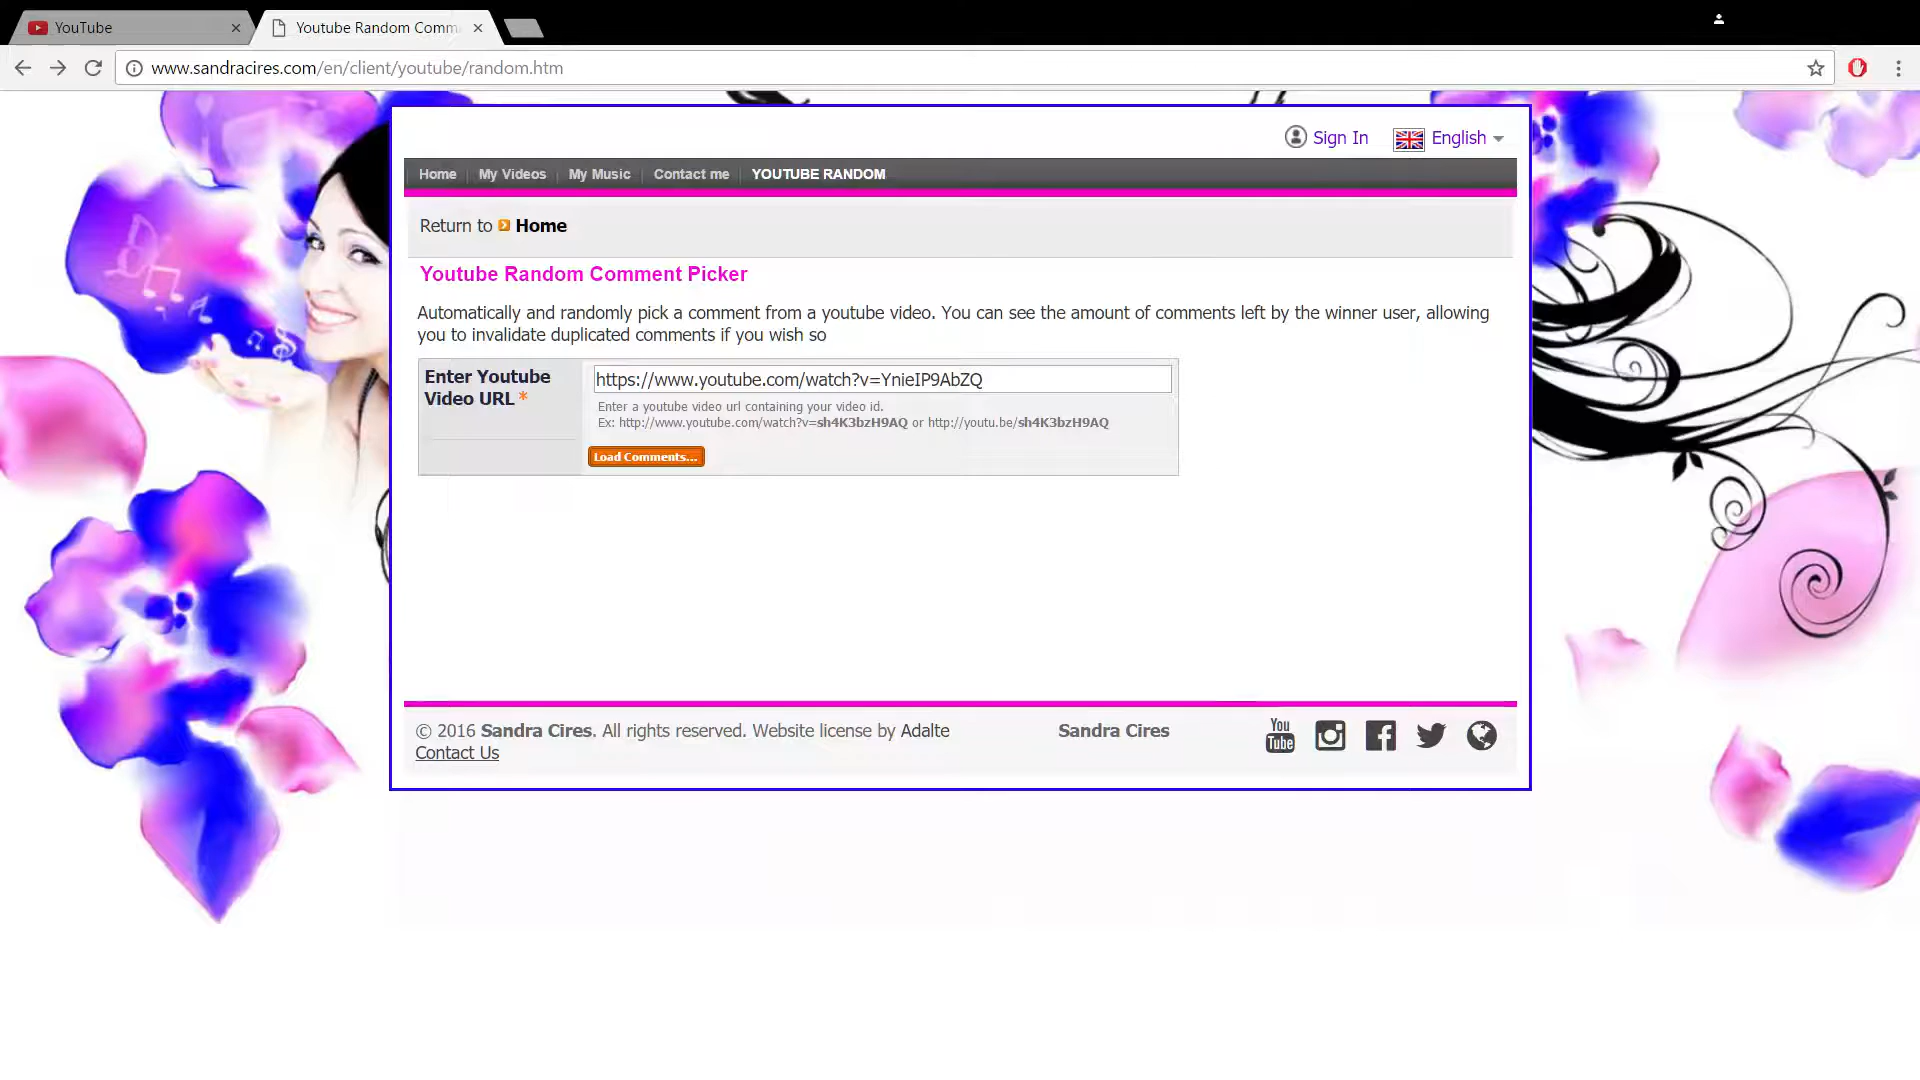 YouTube
Youtube Random Comm
www.sandracires.com/en/client/youtube/random.htm
Sign In
English
Home
My Videos
My Music
Contact me
YOUTUBE RANDOM
Return to Home
Youtube Random Comment Picker
Automatically and randomly pick a comment from a youtube video. You can see the amount of comments left by the winner user, allowing
you to invalidate duplicated comments if you wish so
Enter Youtube
Video URL *
https://www.youtube.com/watch?v=YnieIP9AbZQ
Enter a youtube video url containing your video id.
Ex: http://www.youtube.com/watch?v=sh4K3bzH9AQ or http://youtu.be/sh4K3bzH9AQ
Load Comments...
© 2016 Sandra Cires. All rights reserved. Website license by Adalte
Contact Us
Sandra Cires
You
Tube